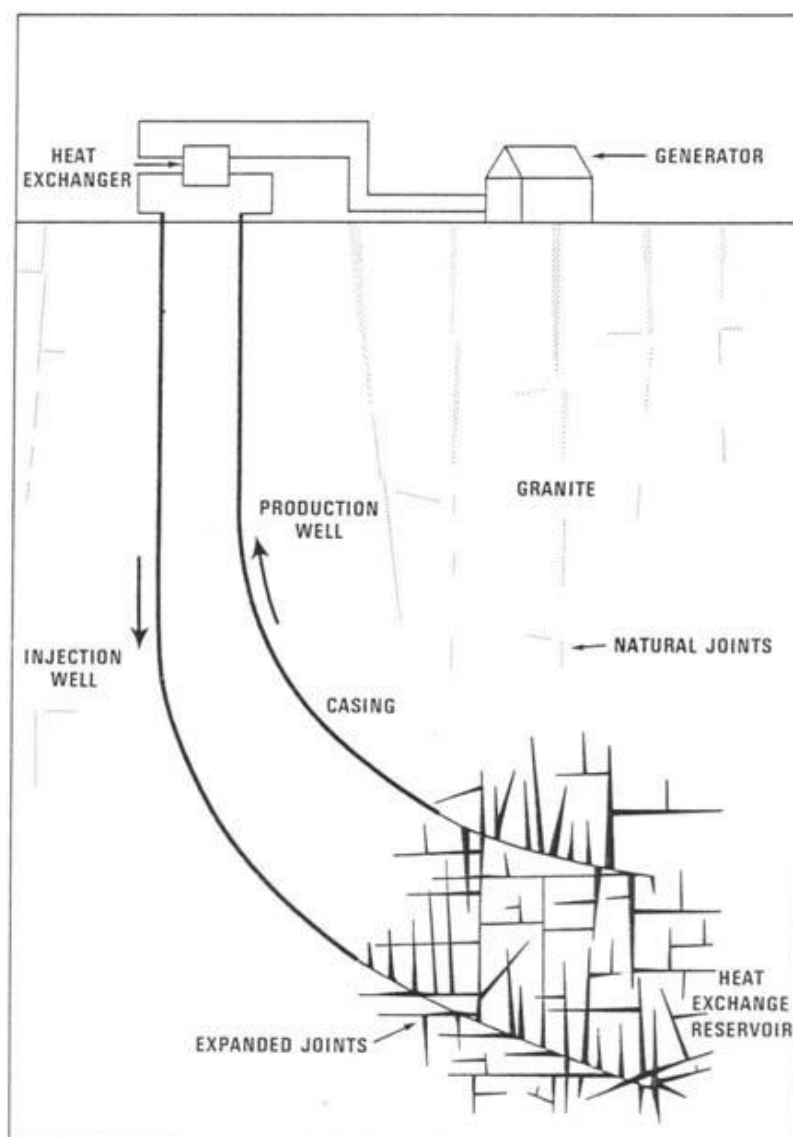 HEAT
EXCHANGER
GENERATOR
GRANITE
PRODUCTION
WELL
NATURAL JOINTS
INJECTION
WELL
CASING
HEAT
EXCHANGE
RESERVOIR
EXPANDED JOINTS